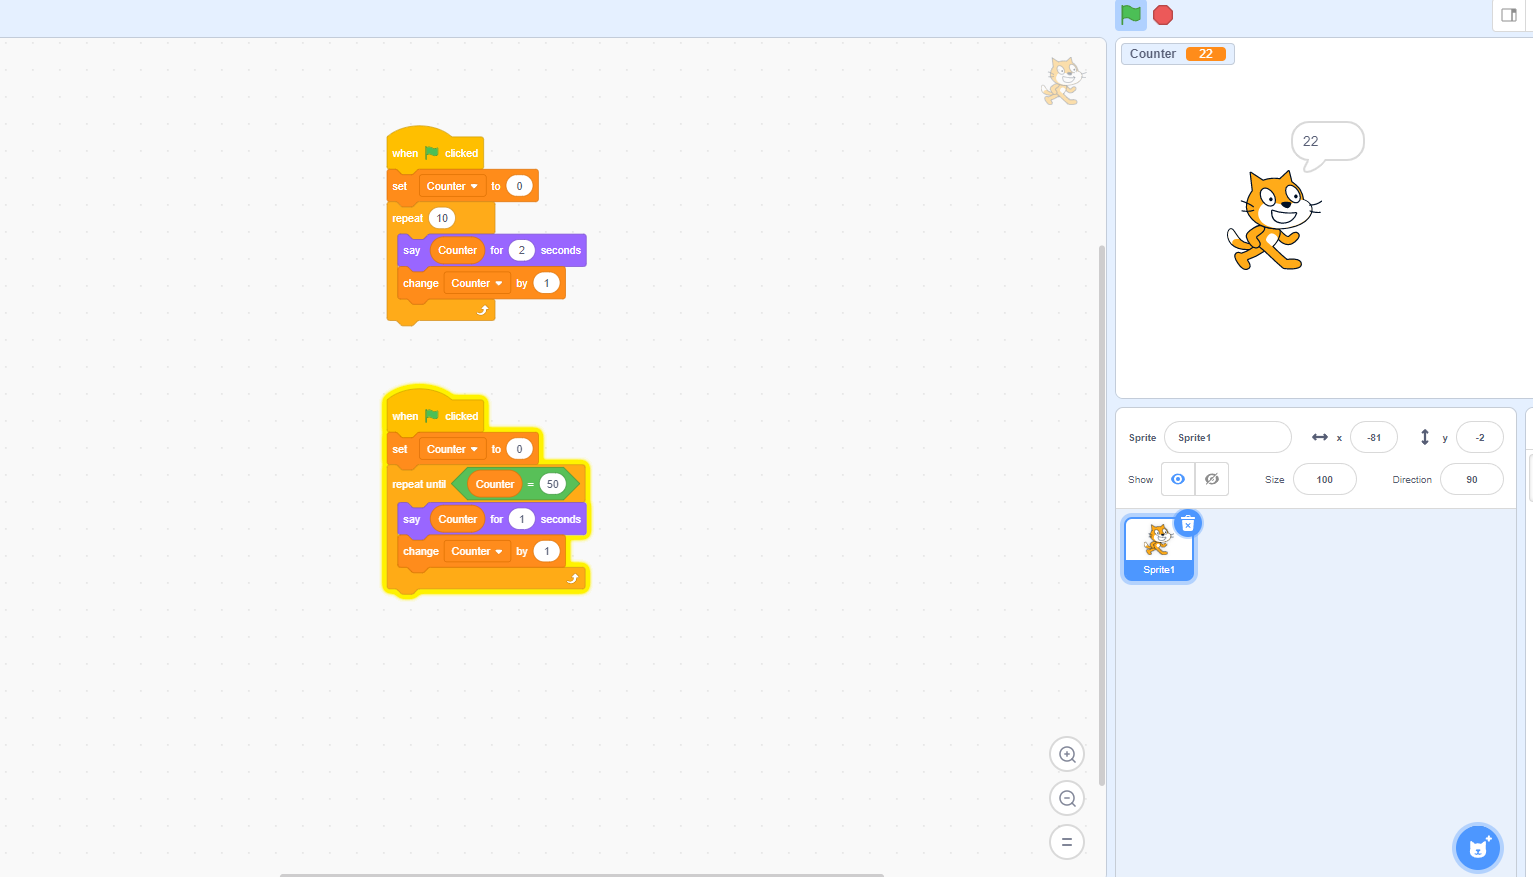 when clicked
set Counter to 0
repeat 10
say Counter for 2 seconds
change Counter by 1
when clicked
set Counter to 0
repeat until Counter = 50
say Counter for 1 seconds
change Counter by 1
Counter 22
22
Sprite Sprite1 x -81 y -2
Show Size 100 Direction 90
Sprite1